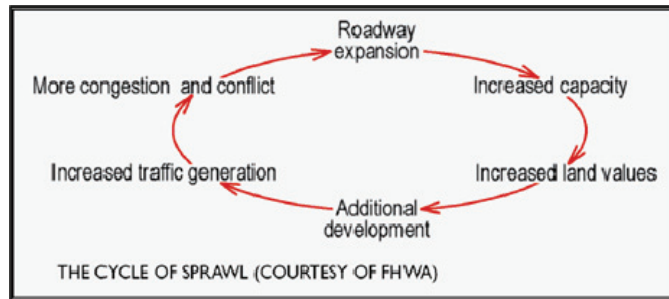 Roadway
expansion
More congestion and conflict
Increased capacity
Increased traffic generation
Increased land values
Additional
development
THE CYCLE OF SPRAWL (COURTESY OF FHWA)